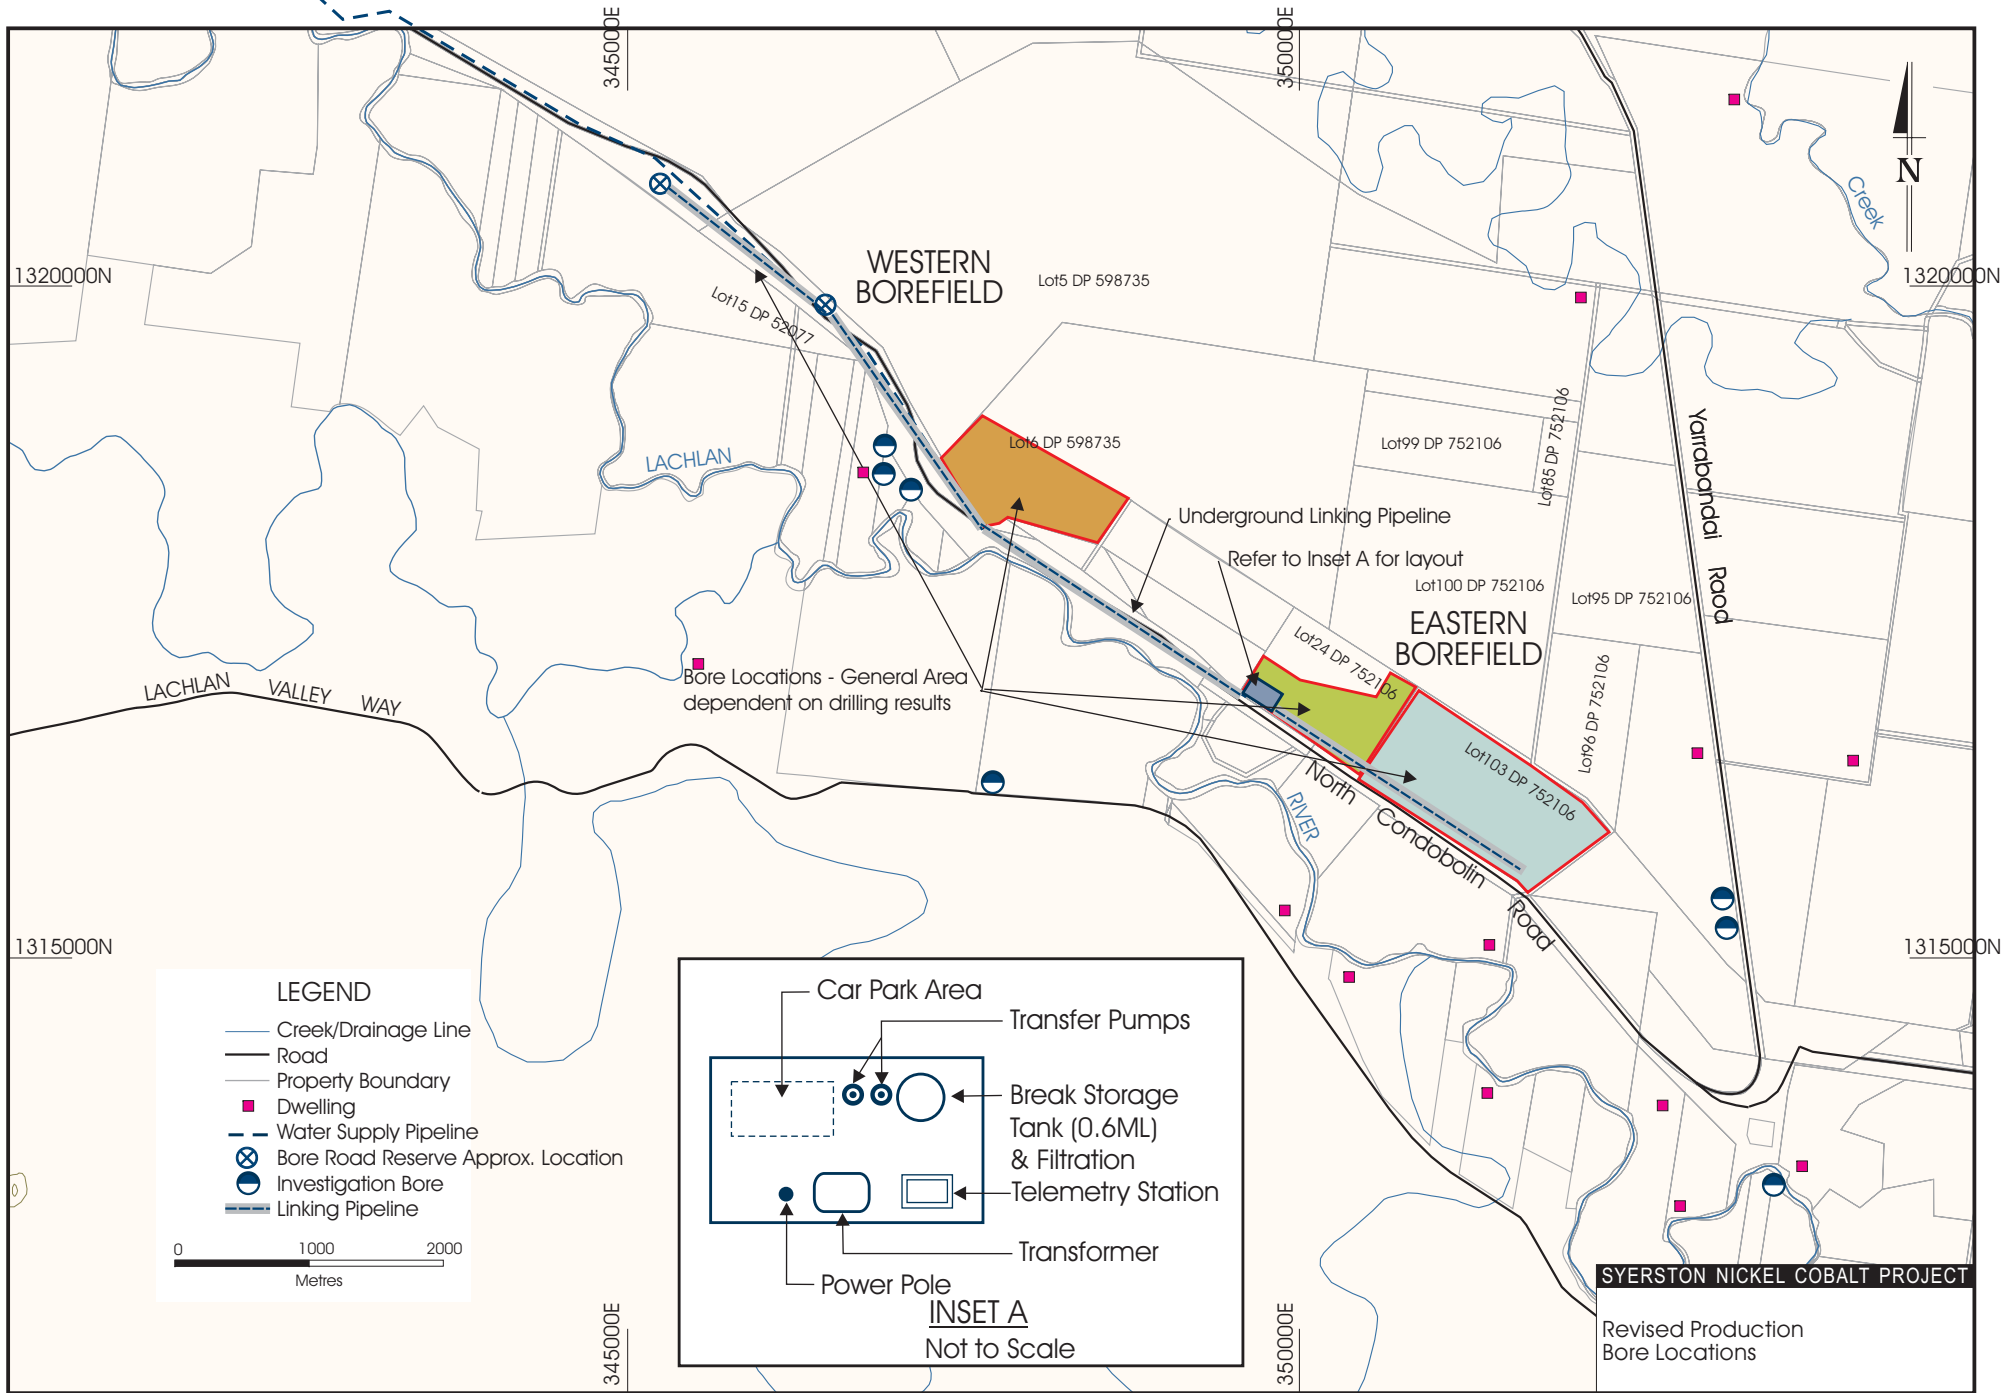 345000E
350000E
N
Creek
1320000N
1320000N
WESTERN
BOREFIELD
Lot5 DP 598735
Lot15 DP 52077
Lot6 DP 598735
Lot99 DP 752106
Lot85 DP 752106
Yarrabandai Raod
LACHLAN
Underground Linking Pipeline
Refer to Inset A for layout
Lot100 DP 752106
Lot95 DP 752106
EASTERN
BOREFIELD
Lot24 DP 752106
Lot96 DP 752106
Bore Locations - General Area
dependent on drilling results
LACHLAN VALLEY WAY
Lot103 DP 752106
North Condobolin Road
RIVER
1315000N
1315000N
LEGEND
Creek/Drainage Line
Road
Property Boundary
Dwelling
Water Supply Pipeline
Bore Road Reserve Approx. Location
Investigation Bore
Linking Pipeline
0 1000 2000
Metres
Car Park Area
Transfer Pumps
Break Storage
Tank (0.6ML)
& Filtration
Telemetry Station
Transformer
Power Pole
INSET A
Not to Scale
345000E
350000E
SYERSTON NICKEL COBALT PROJECT
Revised Production
Bore Locations